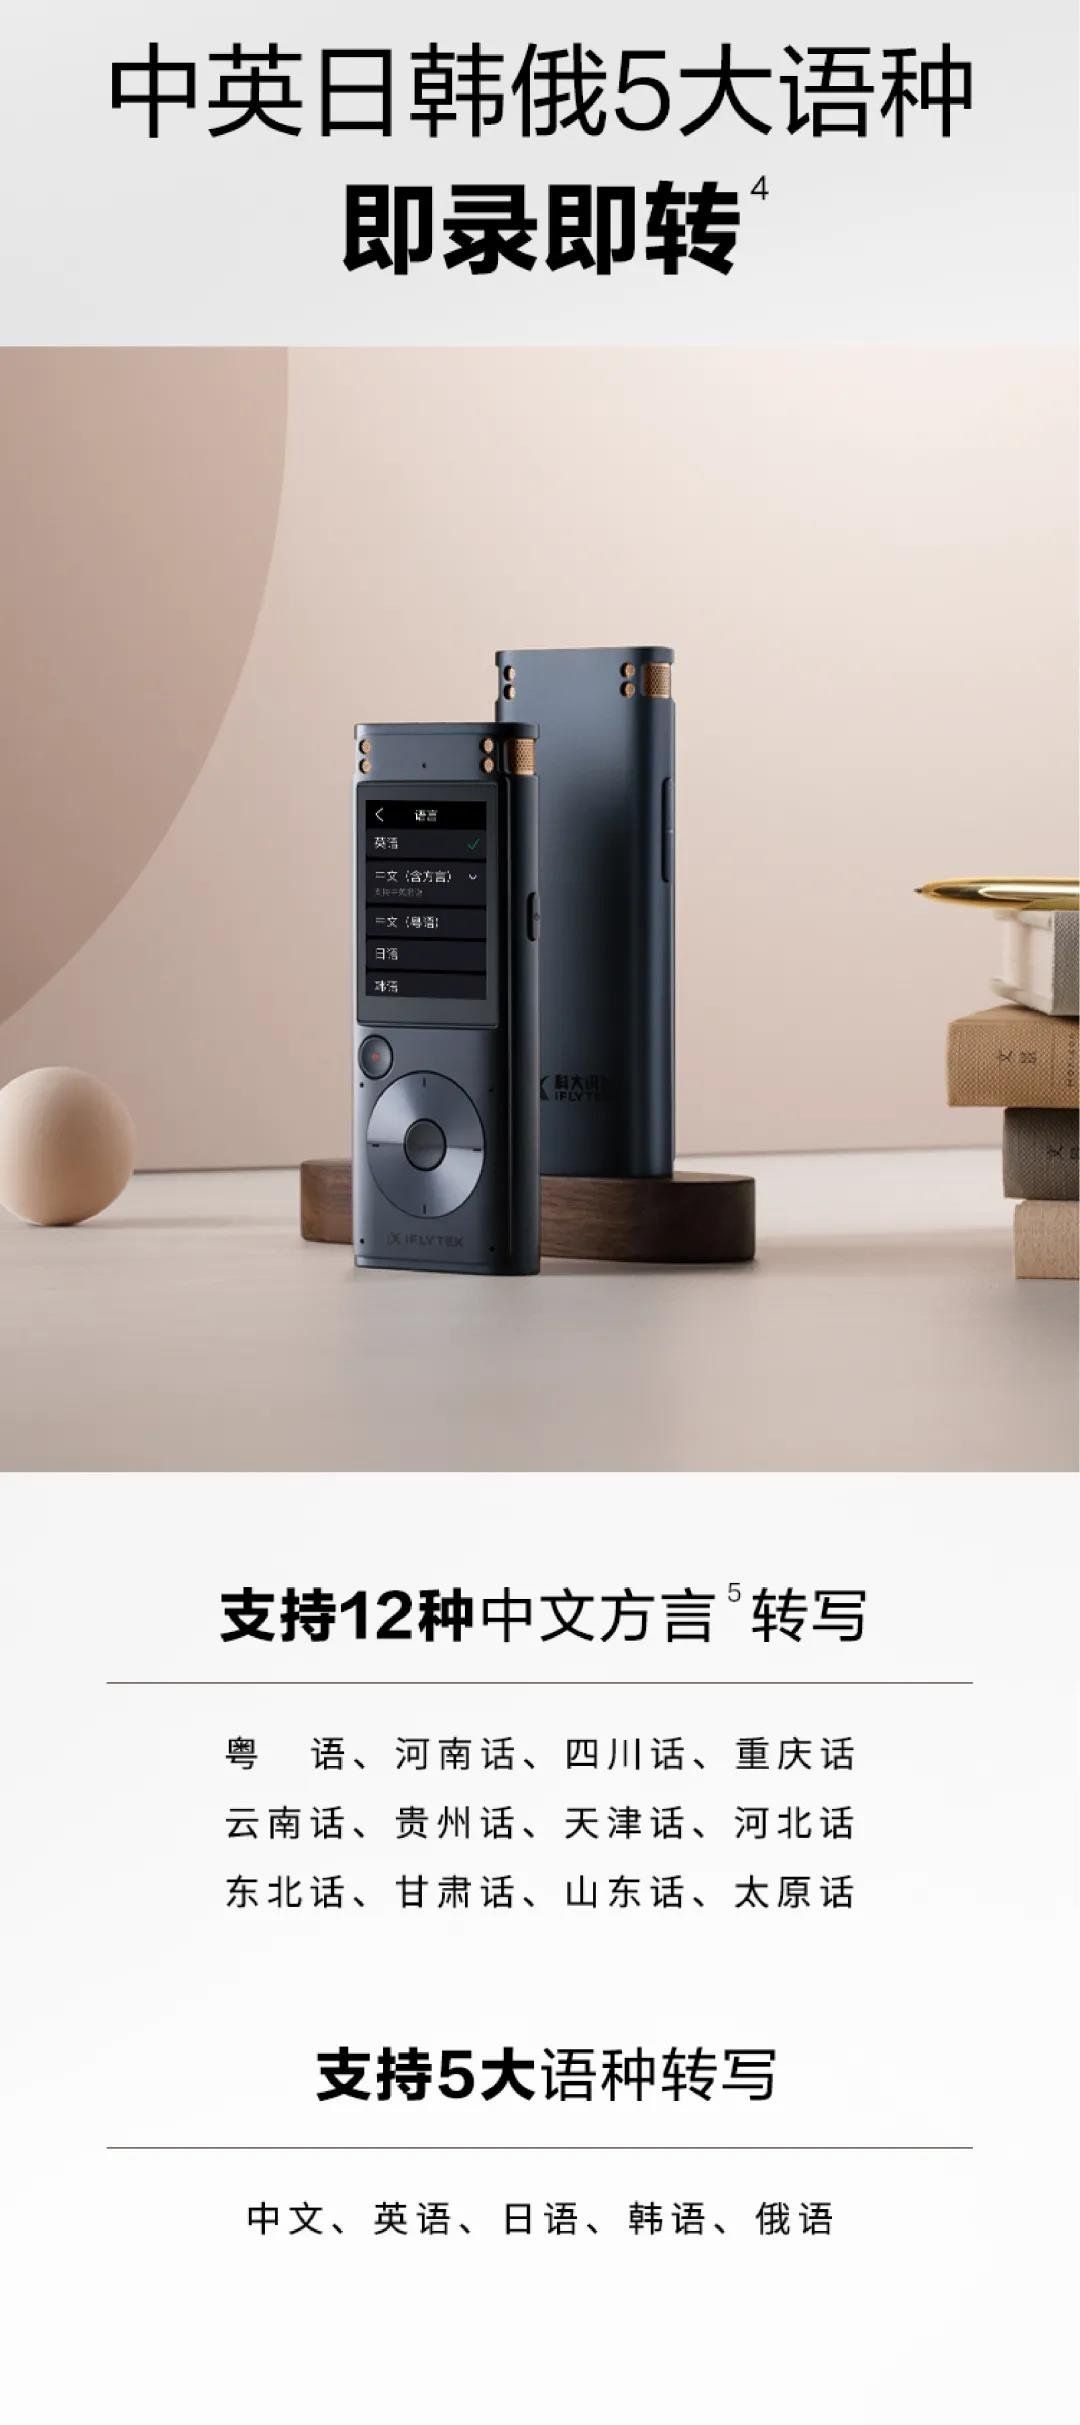 中英日韩俄5大语种
即录即转4
语言
英语
中文（含方言）
中文（粤语）
日语
韩语
科大讯
iFLYTEK
iFLYTEK
支持12种中文方言5转写
粤 语、河南话、四川话、重庆话
云南话、贵州话、天津话、河北话
东北话、甘肃话、山东话、太原话
支持5大语种转写
中文、英语、日语、韩语、俄语